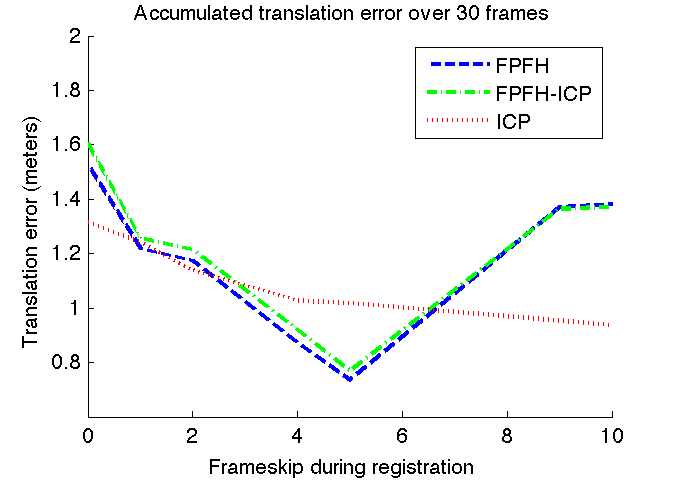 Accumulated translation error over 30 frames
2
1.8
1.6
1.4
1.2
1
0.8
Translation error (meters)
FPFH
FPFH-ICP
ICP
0 2 4 6 8 10
Frameskip during registration